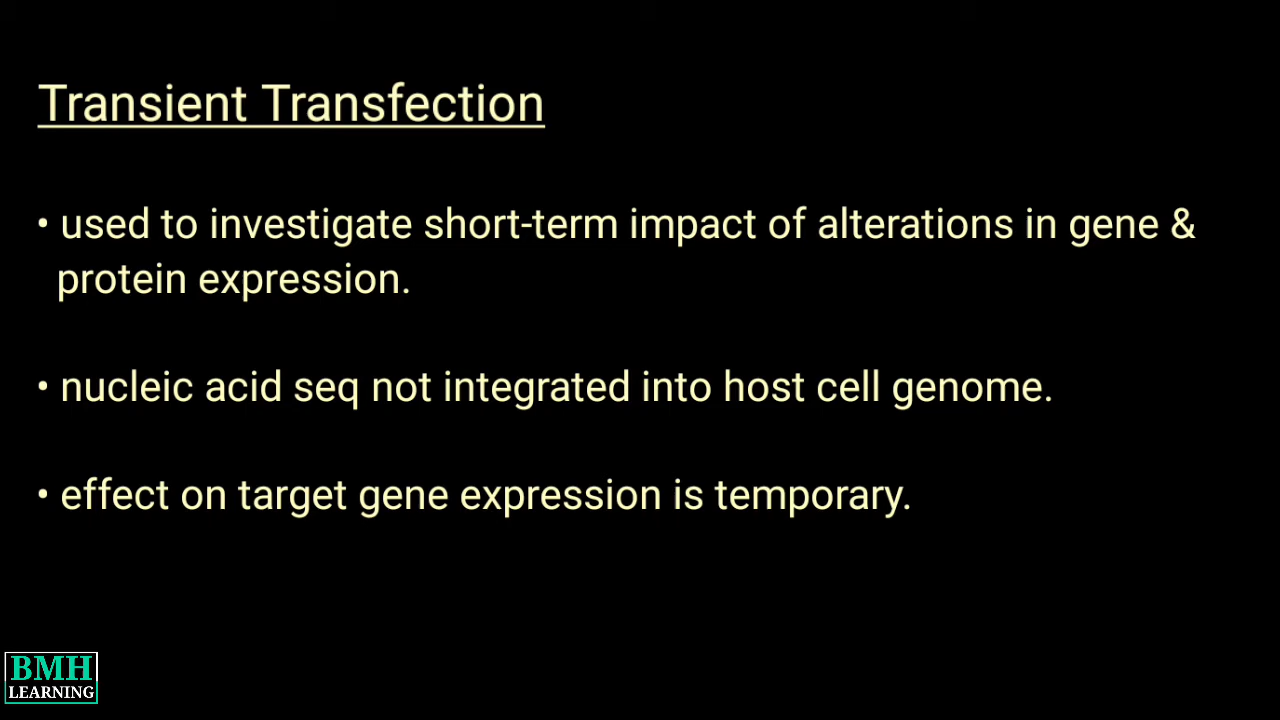 Transient Transfection
• used to investigate short-term impact of alterations in gene &
protein expression.
• nucleic acid seq not integrated into host cell genome.
• effect on target gene expression is temporary.
BMH
LEARNING